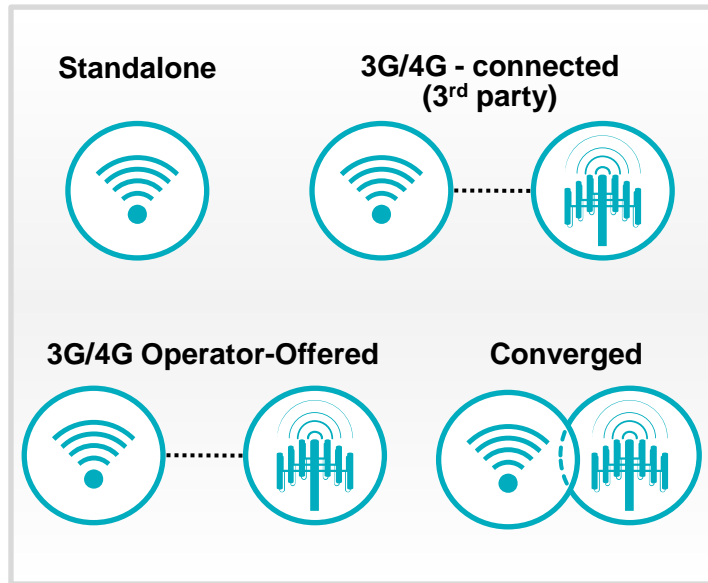 Standalone
3G/4G - connected
(3rd party)
3G/4G Operator-Offered
Converged